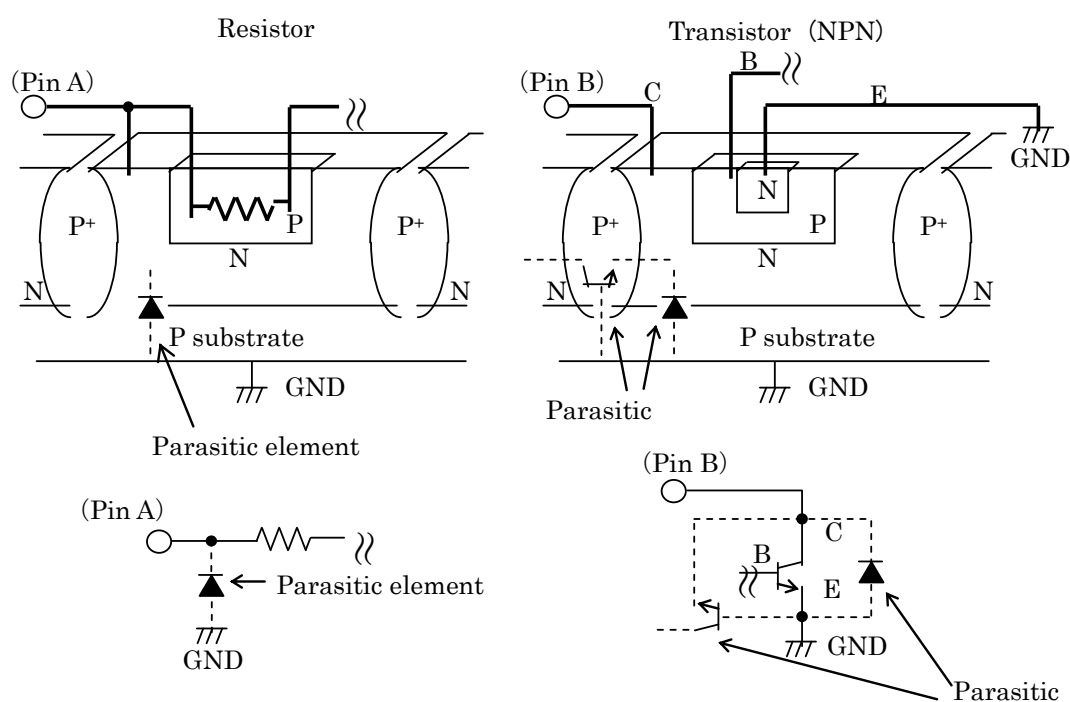 Resistor
(Pin A)
P+
P
P+
N
N
N
P substrate
GND
Parasitic element
Transistor (NPN)
(Pin B)
C
B
E
GND
P+
N
P
P+
N
N
N
P substrate
GND
Parasitic
(Pin A)
Parasitic element
GND
(Pin B)
C
B
E
GND
Parasitic